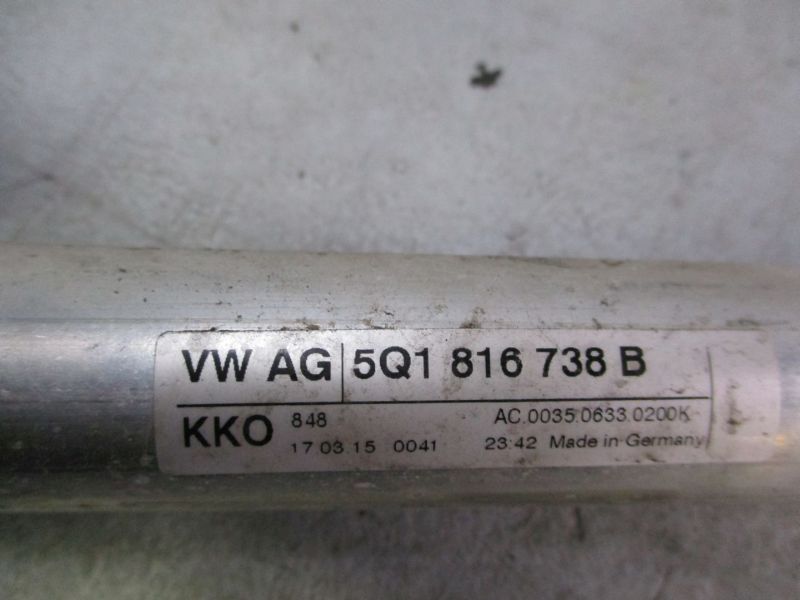 VW AG 5Q1 816 738 B
KKO 848 AC.0035.0633.0200K
17.03.15 0041 23:42 Made in Germany